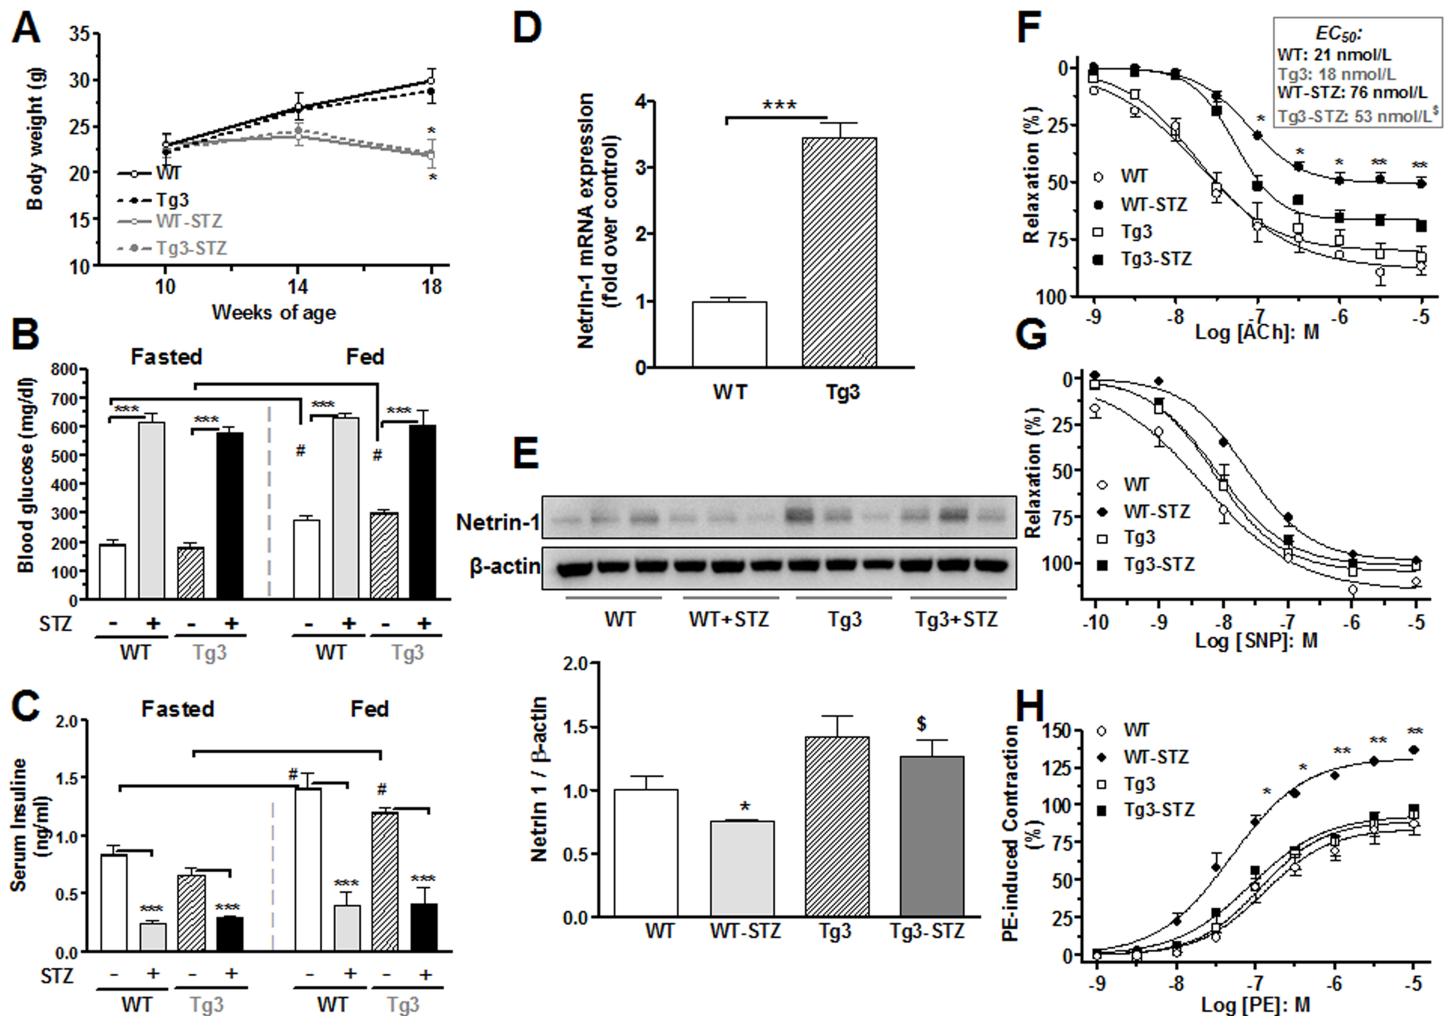 A
Body weight (g)
35
30
25
20
25
10
*
*
WT
Tg3
WT-STZ
Tg3-STZ
10 14 18
Weeks of age
B
Fasted Fed
Blood glucose (mg/dl)
800
700
600
500
400
300
200
100
0
*** *** *** ***
# #
STZ - + - + - + - +
WT Tg3 WT Tg3
C
Fasted Fed
Serum Insuline
(ng/ml)
2.0
1.5
1.0
0.5
0.0
# #
*** *** *** ***
STZ - + - + - + - +
WT Tg3 WT Tg3
D
Netrin-1 mRNA expression
(fold over control)
4
3
2
1
0
***
WT Tg3
E
Netrin-1
β-actin
WT WT+STZ Tg3 Tg3+STZ
Netrin 1 / β-actin
2.0
1.5
1.0
0.5
0.0
* $
WT WT-STZ Tg3 Tg3-STZ
F
EC50:
WT: 21 nmol/L
Tg3: 18 nmol/L
WT-STZ: 76 nmol/L
Tg3-STZ: 53 nmol/L$
Relaxation (%)
0
25
50
75
100
* * * ** **
WT
WT-STZ
Tg3
Tg3-STZ
-9 -8 -7 -6 -5
Log [ACh]: M
G
Relaxation (%)
0
25
50
75
100
WT
WT-STZ
Tg3
Tg3-STZ
-10 -9 -8 -7 -6 -5
Log [SNP]: M
H
PE-induced Contraction
(%)
150
125
100
75
50
25
0
WT
WT-STZ
Tg3
Tg3-STZ
* * ** ** **
-9 -8 -7 -6 -5
Log [PE]: M